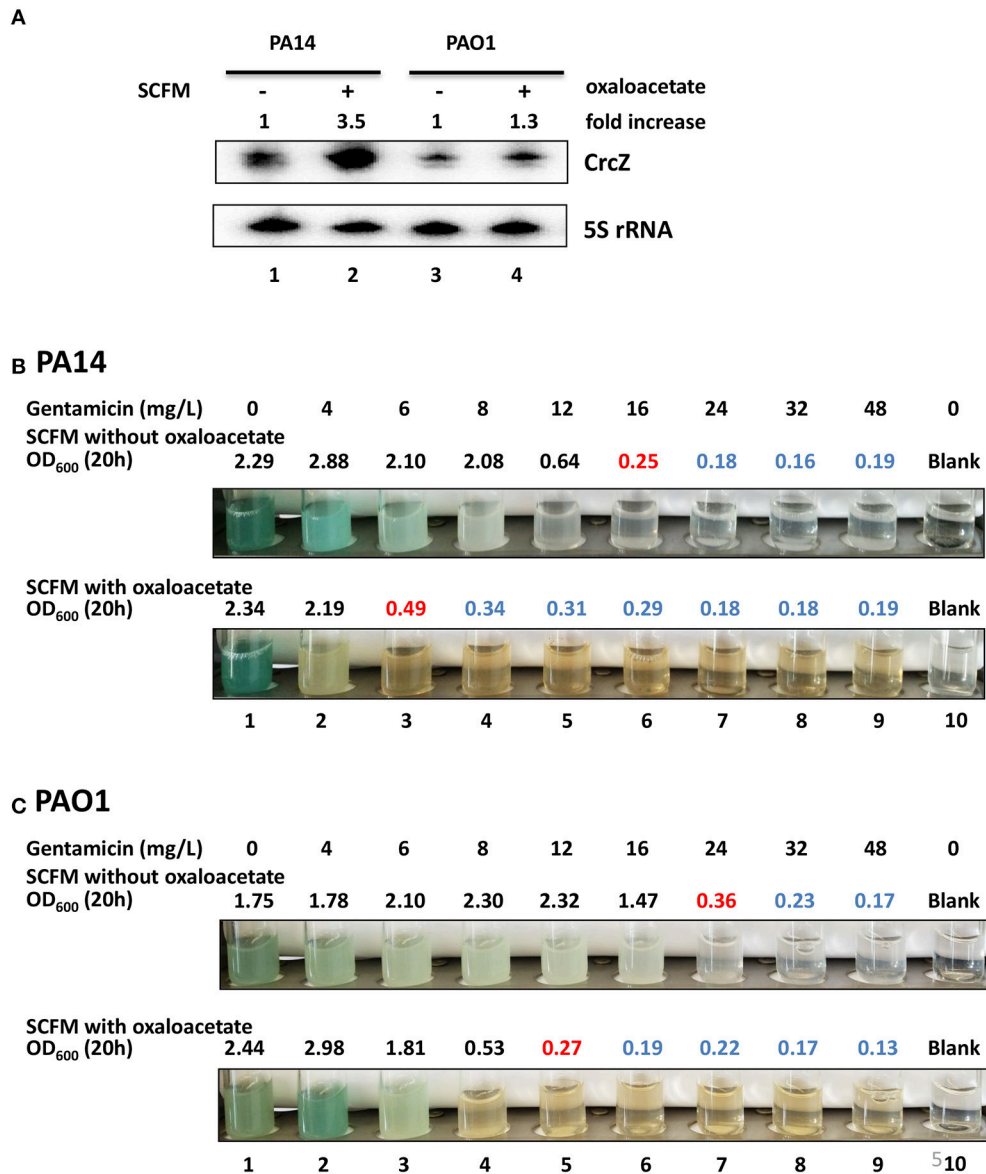 A
PA14 PAO1
SCFM - + - + oxaloacetate
1 3.5 1 1.3 fold increase
CrcZ
5S rRNA
1 2 3 4
B PA14
Gentamicin (mg/L) 0 4 6 8 12 16 24 32 48 0
SCFM without oxaloacetate
OD600 (20h) 2.29 2.88 2.10 2.08 0.64 0.25 0.18 0.16 0.19 Blank
SCFM with oxaloacetate
OD600 (20h) 2.34 2.19 0.49 0.34 0.31 0.29 0.18 0.18 0.19 Blank
1 2 3 4 5 6 7 8 9 10
C PAO1
Gentamicin (mg/L) 0 4 6 8 12 16 24 32 48 0
SCFM without oxaloacetate
OD600 (20h) 1.75 1.78 2.10 2.30 2.32 1.47 0.36 0.23 0.17 Blank
SCFM with oxaloacetate
OD600 (20h) 2.44 2.98 1.81 0.53 0.27 0.19 0.22 0.17 0.13 Blank
1 2 3 4 5 6 7 8 9 5 10